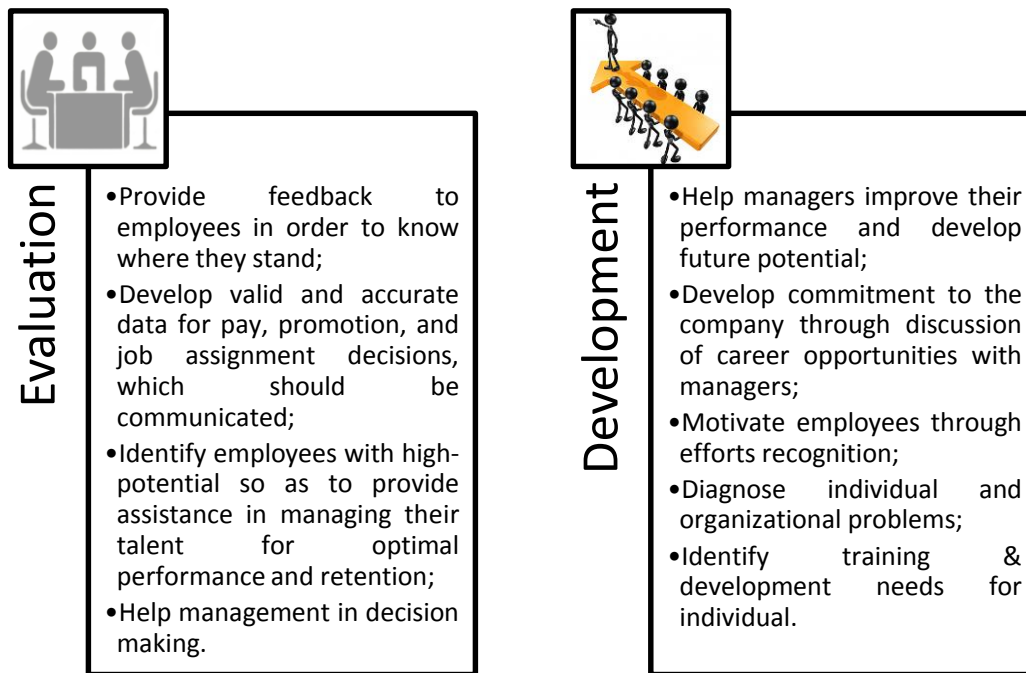 Evaluation
•Provide feedback to
employees in order to know
where they stand;
•Develop valid and accurate
data for pay, promotion, and
job assignment decisions,
which should be
communicated;
•Identify employees with high-
potential so as to provide
assistance in managing their
talent for optimal
performance and retention;
•Help management in decision
making.
Development
•Help managers improve their
performance and develop
future potential;
•Develop commitment to the
company through discussion
of career opportunities with
managers;
•Motivate employees through
efforts recognition;
•Diagnose individual and
organizational problems;
•Identify training &
development needs for
individual.